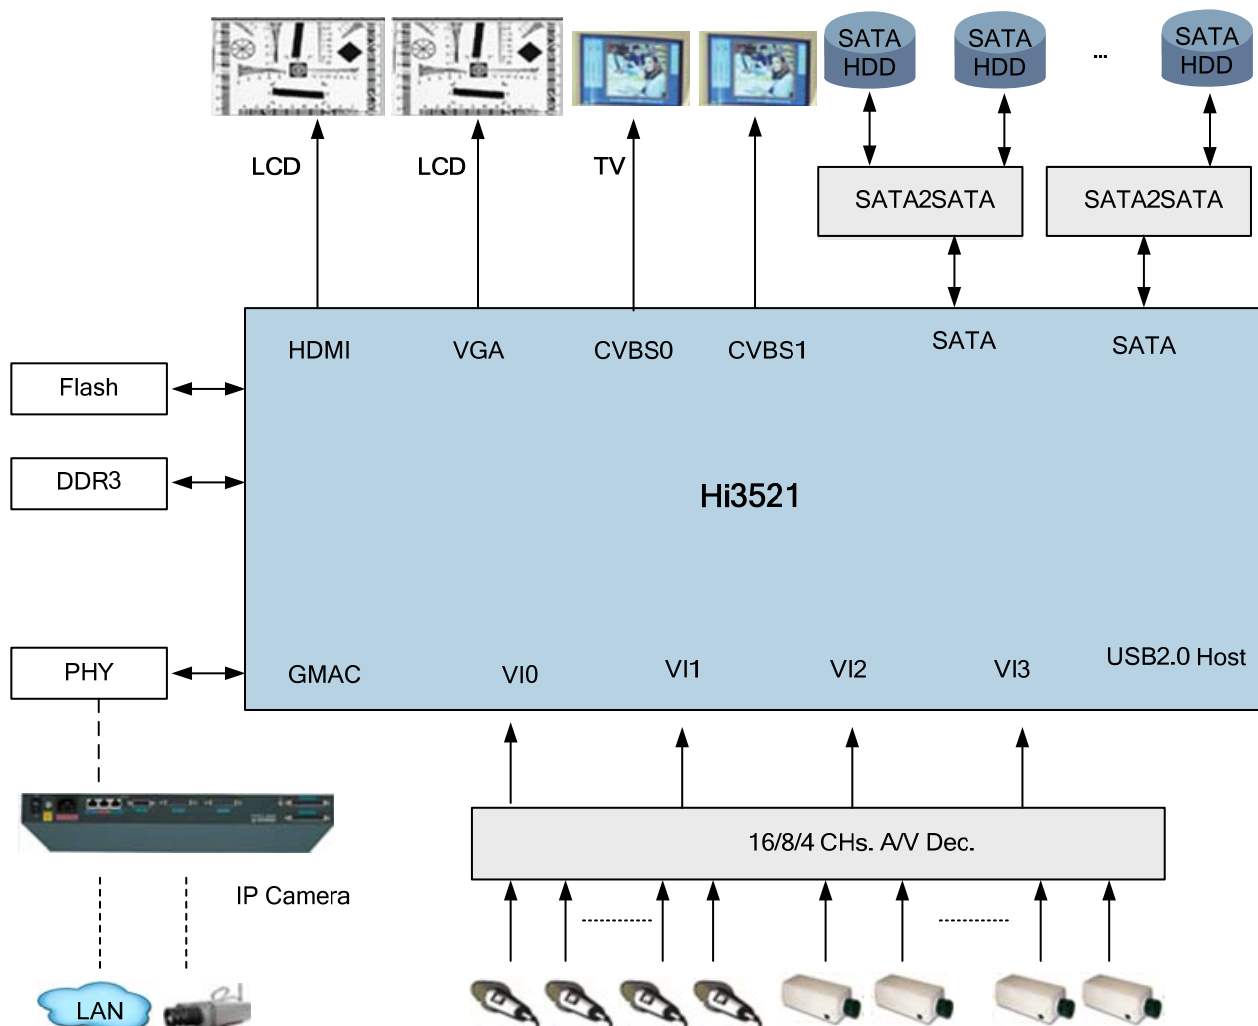 SATA
HDD
SATA
HDD
...
SATA
HDD
LCD
LCD
TV
SATA2SATA
SATA2SATA
HDMI
VGA
CVBS0
CVBS1
SATA
SATA
Flash
DDR3
Hi3521
PHY
GMAC
VI0
VI1
VI2
VI3
USB2.0 Host
16/8/4 CHs. A/V Dec.
IP Camera
LAN